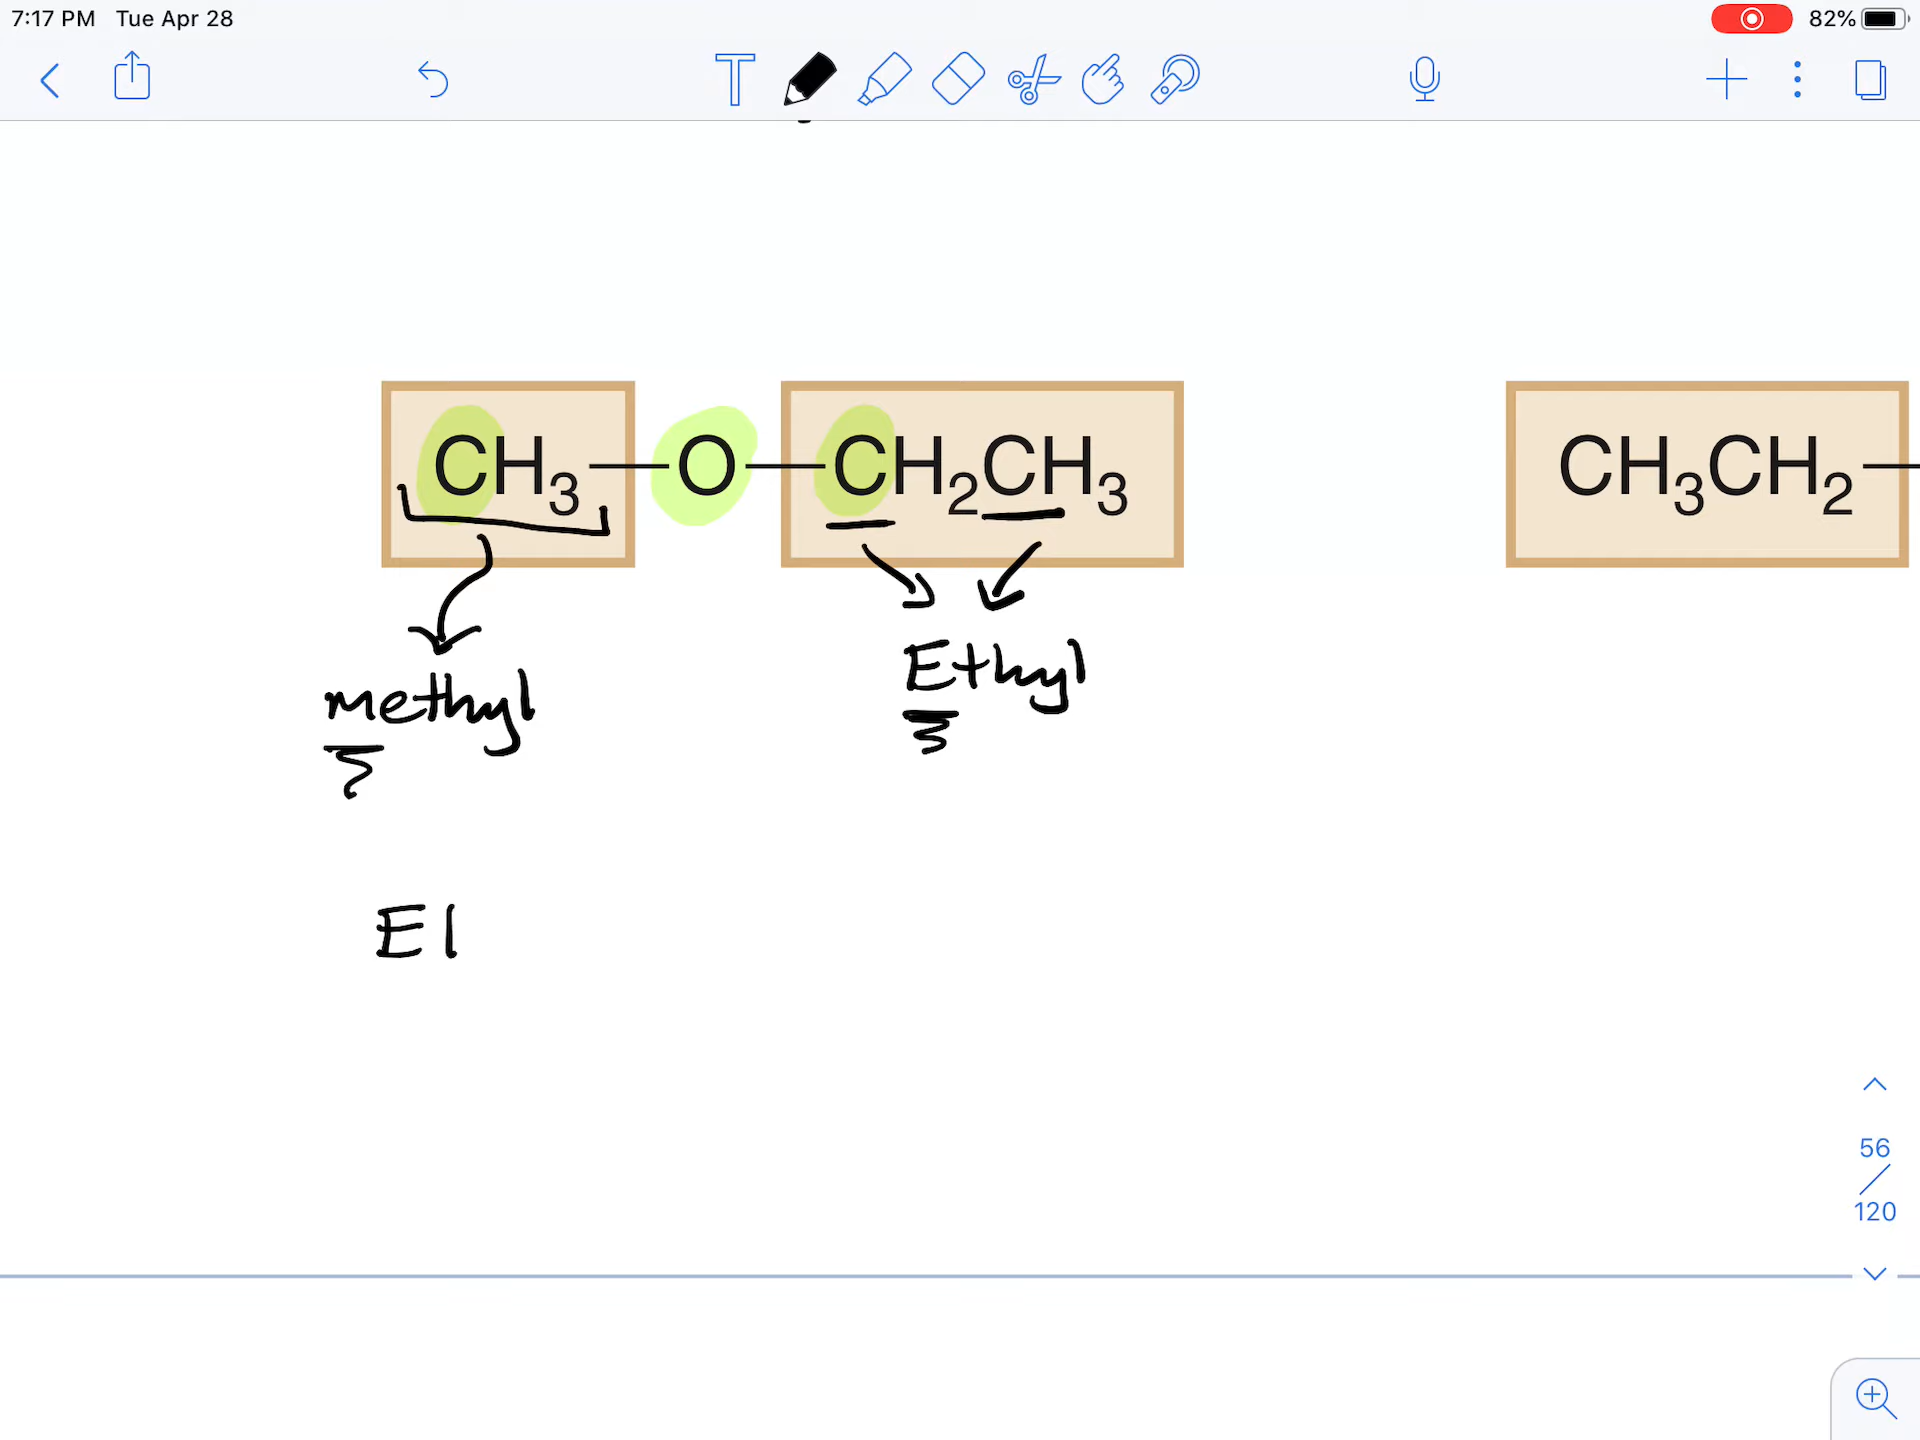 7:17 PM Tue Apr 28 82%
T
CH3—O—CH2CH3 CH3CH2—
methyl Ethyl
El
56
120